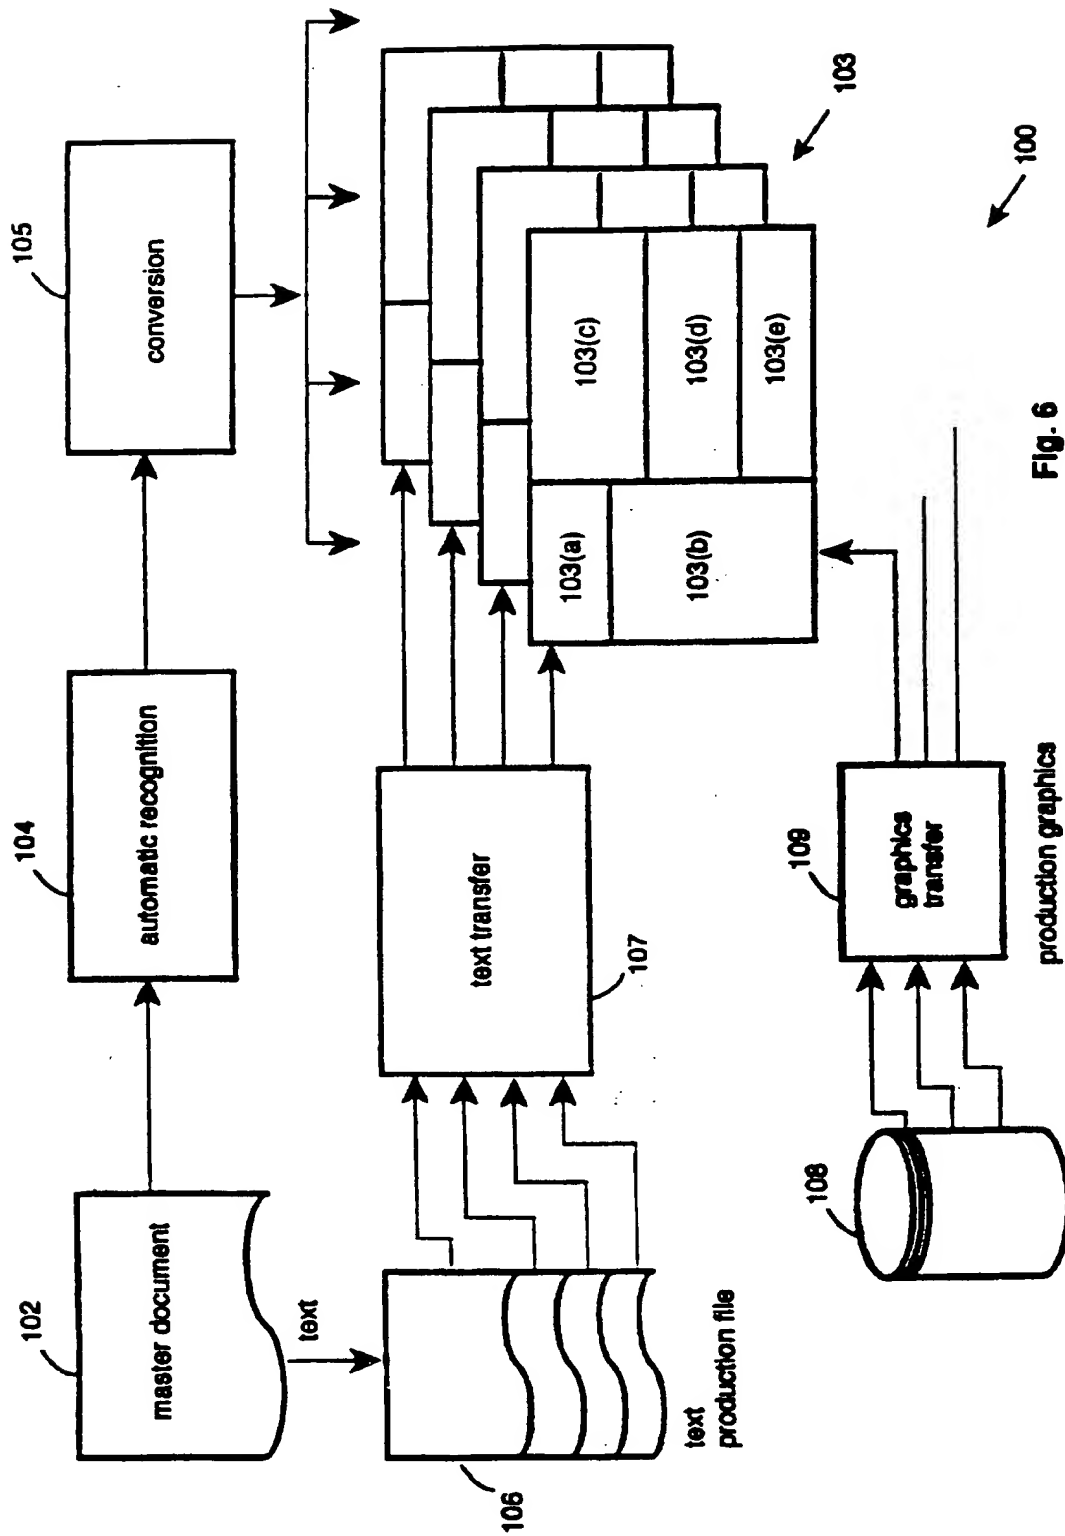 102
master document
104
automatic recognition
105
conversion
text
106
text
production file
text transfer
107
103(a)
103(b)
103(c)
103(d)
103(e)
103
108
109
graphics
transfer
production graphics
100
Fig. 6